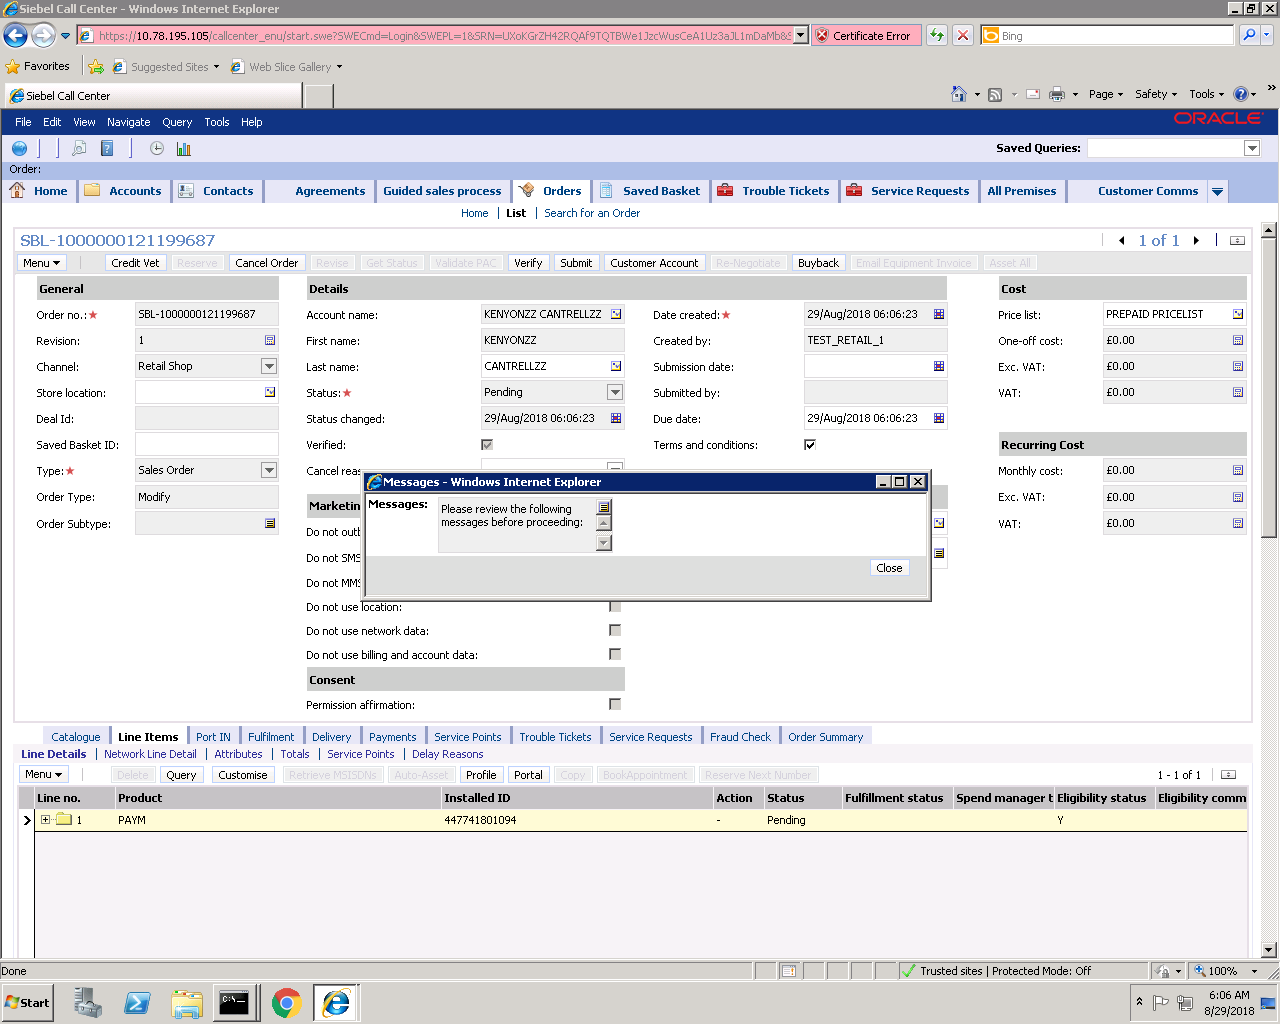 Siebel Call Center - Windows Internet Explorer
https://10.78.195.105/callcenter_enu/start.swe?SWECmd=Login&SWEPL=1&SRN=
Certificate Error
Bing
Favorites
Suggested Sites
Web Slice Gallery
Siebel Call Center
Page
Safety
Tools
File Edit View Navigate Query Tools Help
ORACLE
Saved Queries:
Order:
Home
Accounts
Contacts
Agreements
Guided sales process
Orders
Saved Basket
Trouble Tickets
Service Requests
All Premises
Customer Comms
Home | List | Search for an Order
SBL-1000000121199687
1 of 1
Menu
Credit Vet
Reserve
Cancel Order
Revise
Get Status
Validate PAC
Verify
Submit
Customer Account
Re-Negotiate
Buyback
Email Equipment Invoice
Asset All
General
Order no.:★ SBL-1000000121199687
Revision: 1
Channel: Retail Shop
Store location:
Deal Id:
Saved Basket ID:
Type:★ Sales Order
Order Type: Modify
Order Subtype:
Details
Account name: KENYONZZ CANTRELLZZ
First name: KENYONZZ
Last name: CANTRELLZZ
Status:★ Pending
Status changed: 29/Aug/2018 06:06:23
Verified:
Cancel reas
Date created:★ 29/Aug/2018 06:06:23
Created by: TEST_RETAIL_1
Submission date:
Submitted by:
Due date: 29/Aug/2018 06:06:23
Terms and conditions:
Cost
Price list: PREPAID PRICELIST
One-off cost: £0.00
Exc. VAT: £0.00
VAT: £0.00
Recurring Cost
Monthly cost: £0.00
Exc. VAT: £0.00
VAT: £0.00
Marketin
Do not outb
Do not SMS
Do not MMS
Do not use location:
Do not use network data:
Do not use billing and account data:
Consent
Permission affirmation:
Messages - Windows Internet Explorer
Messages: Please review the following
messages before proceeding:
Close
Catalogue
Line Items
Port IN
Fulfilment
Delivery
Payments
Service Points
Trouble Tickets
Service Requests
Fraud Check
Order Summary
Line Details | Network Line Detail | Attributes | Totals | Service Points | Delay Reasons
Menu
Delete
Query
Customise
Retrieve MSISDNs
Auto-Asset
Profile
Portal
Copy
BookAppointment
Reserve Next Number
1 - 1 of 1
Line no. Product Installed ID Action Status Fulfillment status Spend manager t Eligibility status Eligibility comm
1 PAYM 447741801094 - Pending Y
Done
Trusted sites | Protected Mode: Off
100%
Start
6:06 AM
8/29/2018